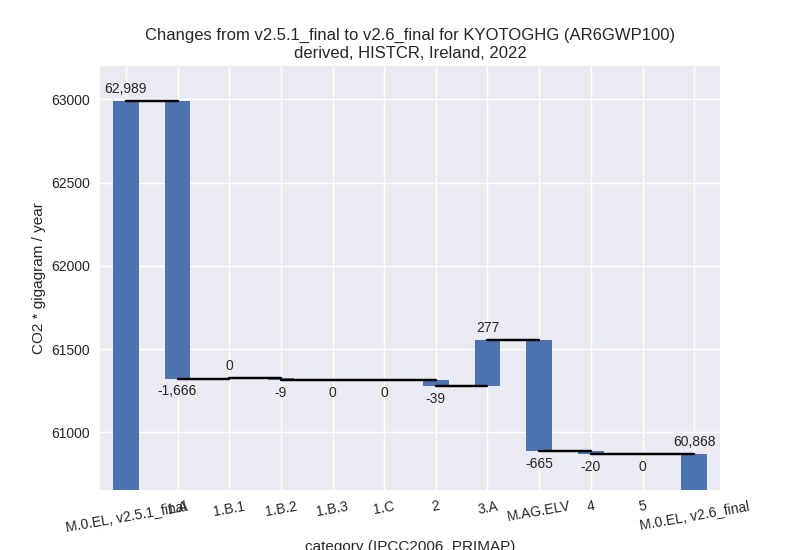 Changes from v2.5.1_final to v2.6_final for KYOTOGHG (AR6GWP100)
derived, HISTCR, Ireland, 2022
CO2 * gigagram / year
63000
62500
62000
61500
61000
62,989
-1,666
0
-9
0
0
-39
277
-665
-20
0
60,868
M.0.EL, v2.5.1_final
1.A
1.B.1
1.B.2
1.B.3
1.C
2
3.A
M.AG.ELV
4
5
M.0.EL, v2.6_final
category (IPCC2006_PRIMAP)